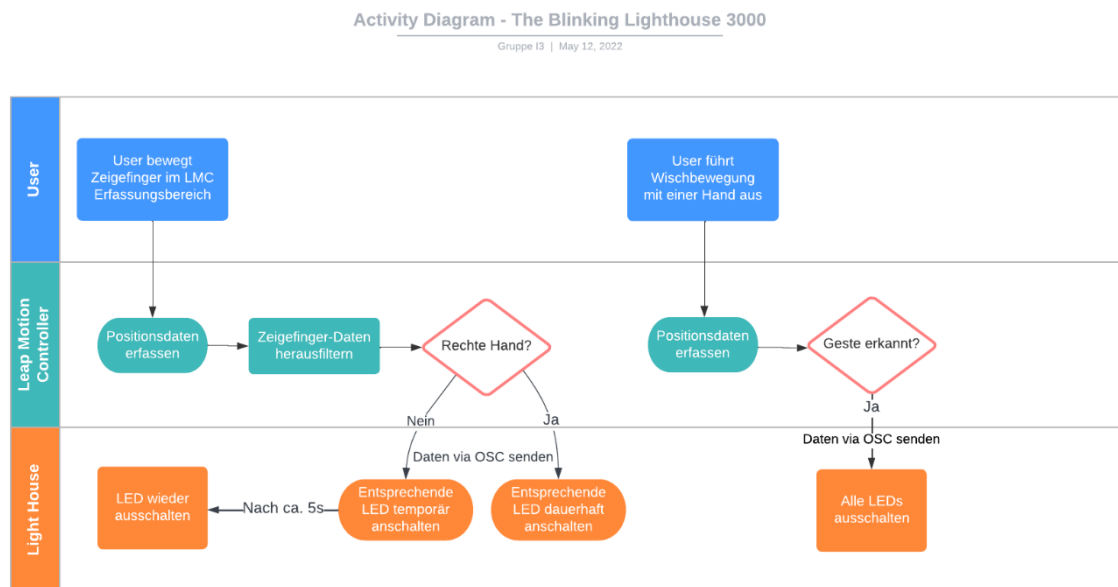 Activity Diagram - The Blinking Lighthouse 3000
Gruppe I3 | May 12, 2022
User
User bewegt
Zeigefinger im LMC
Erfassungsbereich
User führt
Wischbewegung
mit einer Hand aus
Leap Motion
Controller
Positionsdaten
erfassen
Zeigefinger-Daten
herausfiltern
Rechte Hand?
Positionsdaten
erfassen
Geste erkannt?
Nein
Ja
Ja
Daten via OSC senden
Daten via OSC senden
Light House
LED wieder
ausschalten
Nach ca. 5s
Entsprechende
LED temporär
anschalten
Entsprechende
LED dauerhaft
anschalten
Alle LEDs
ausschalten